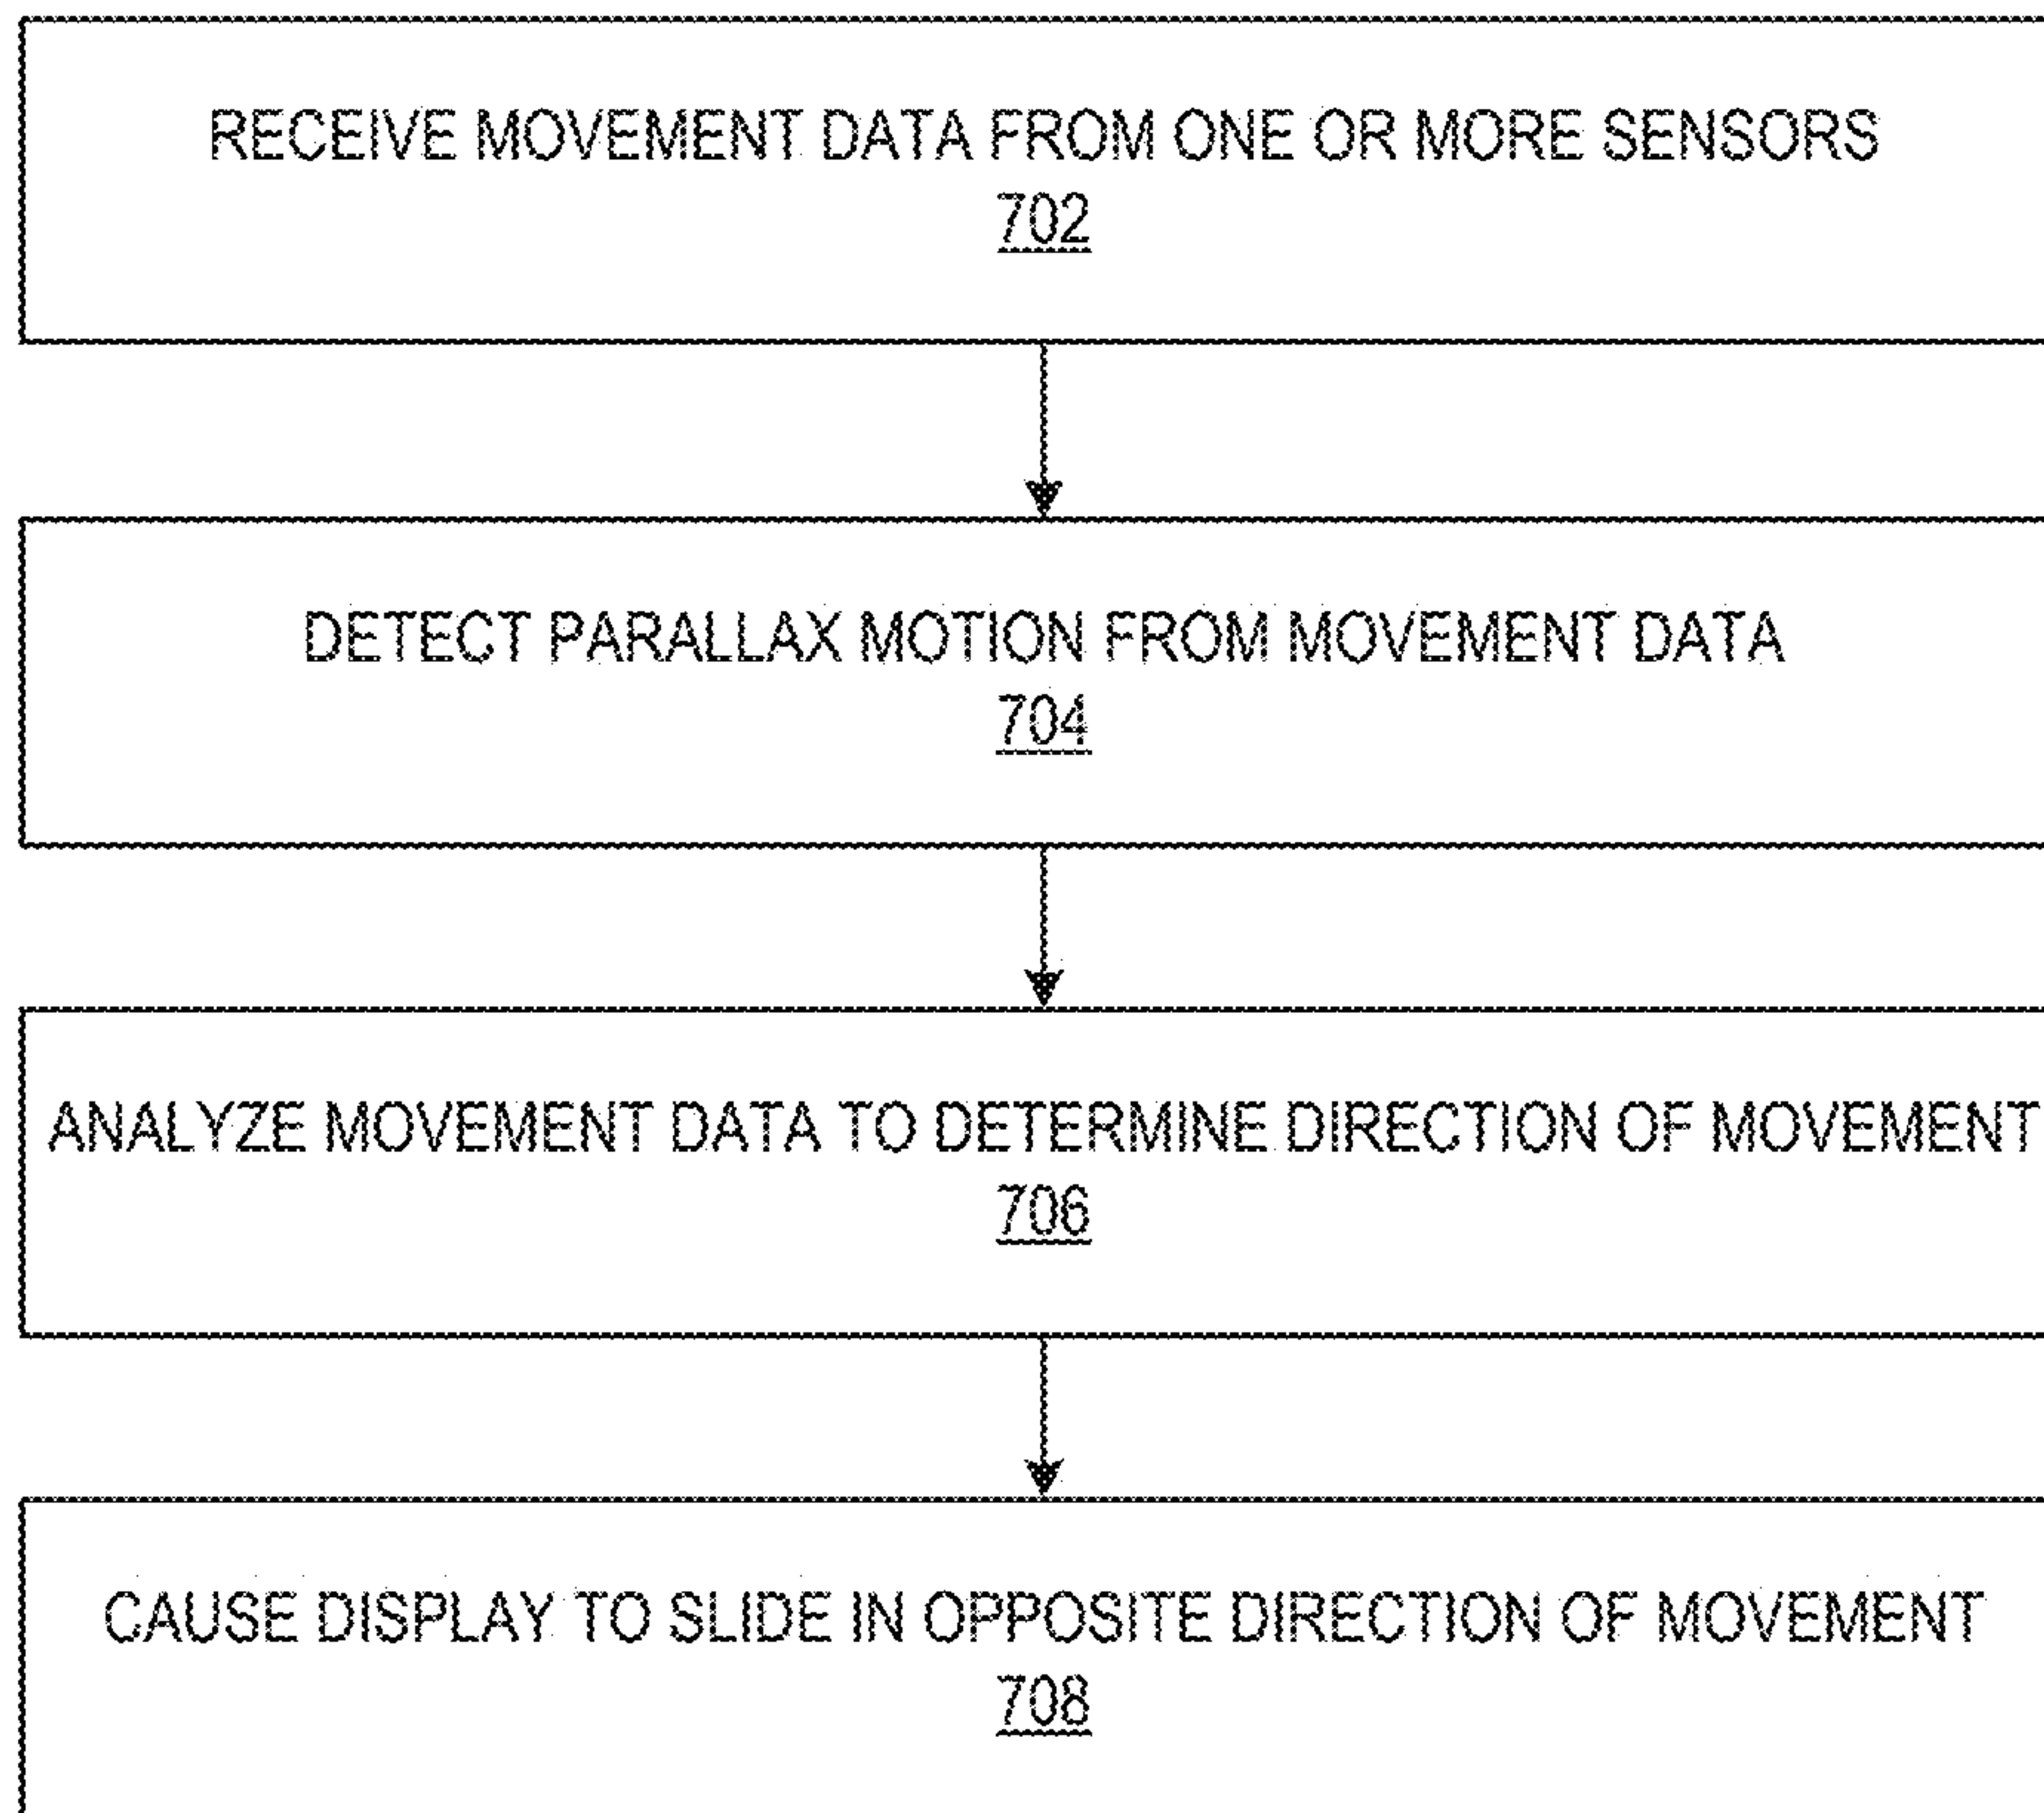 RECEIVE MOVEMENT DATA FROM ONE OR MORE SENSORS
702
DETECT PARALLAX MOTION FROM MOVEMENT DATA
704
ANALYZE MOVEMENT DATA TO DETERMINE DIRECTION OF MOVEMENT
706
CAUSE DISPLAY TO SLIDE IN OPPOSITE DIRECTION OF MOVEMENT
708